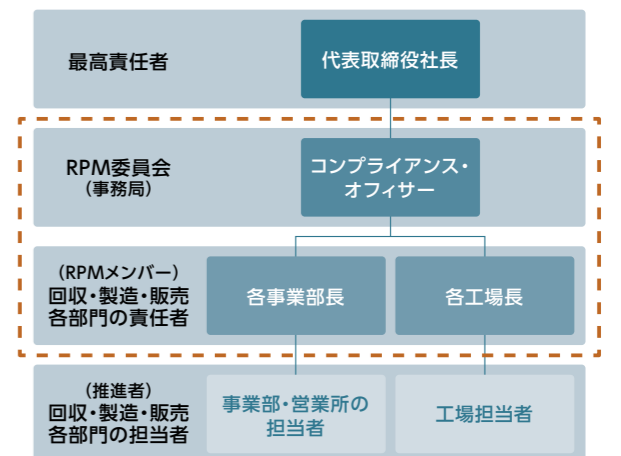 最高責任者
代表取締役社長
RPM委員会
（事務局）
コンプライアンス・
オフィサー
（RPMメンバー）
回収・製造・販売
各部門の責任者
各事業部長
各工場長
（推進者）
回収・製造・販売
各部門の担当者
事業部・営業所の
担当者
工場担当者